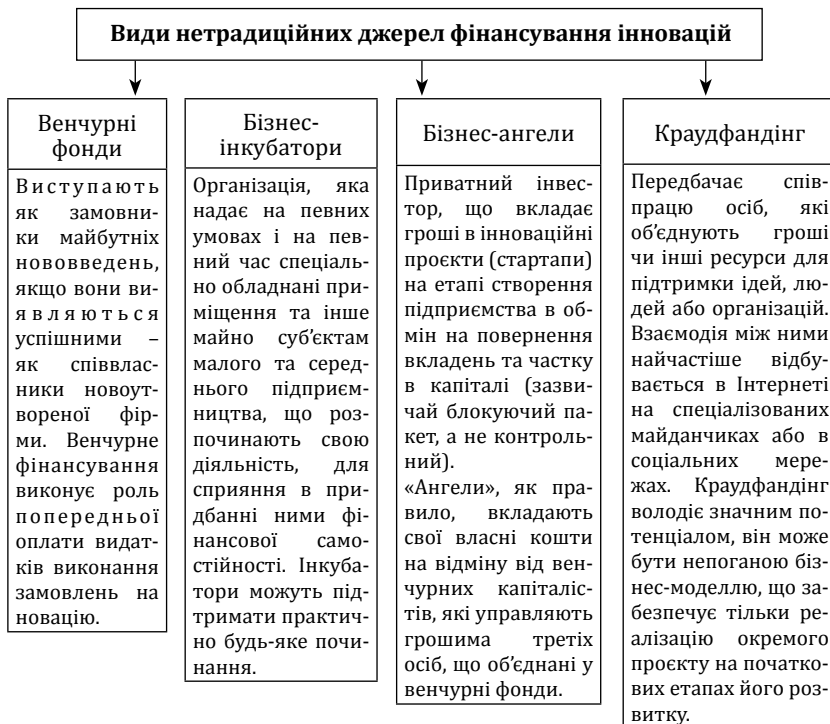 Види нетрадиційних джерел фінансування інновацій
Венчурні
фонди
Виступають
як замовни-
ки майбутніх
нововведень,
якщо вони ви-
являються
успішними –
як співвлас-
ники новоут-
вореної фір-
ми. Венчурне
фінансування
виконує роль
попередньої
оплати видат-
ків виконання
замовлень на
новацію.
Бізнес-
інкубатори
Організація, яка
надає на певних
умовах і на пев-
ний час спеціаль-
но обладнані при-
міщення та інше
майно суб’єктам
малого та серед-
нього підприєм-
ництва, що роз-
починають свою
діяльність, для
сприяння в при-
дбанні ними фі-
нансової само-
стійності. Інкуба-
тори можуть під-
тримати практич-
но будь-яке почи-
нання.
Бізнес-ангели
Приватний інвес-
тор, що вкладає
гроші в інноваційні
проєкти (стартапи)
на етапі створення
підприємства в об-
мін на повернення
вкладень та частку
в капіталі (зазви-
чай блокуючий па-
кет, а не контроль-
ний).
«Ангели», як пра-
вило, вкладають
свої власні кошти
на відміну від вен-
чурних капіталіс-
тів, які управляють
грошима третіх
осіб, що об’єднані у
венчурні фонди.
Краудфандінг
Передбачає спів-
працю осіб, які
об’єднують гроші
чи інші ресурси для
підтримки ідей, лю-
дей або організацій.
Взаємодія між ними
найчастіше відбу-
вається в Інтернеті
на спеціалізованих
майданчиках або в
соціальних мере-
жах. Краудфандінг
володіє значним по-
тенціалом, він може
бути непоганою біз-
нес-моделлю, що за-
безпечує тільки ре-
алізацію окремого
проєкту на початко-
вих етапах його роз-
витку.